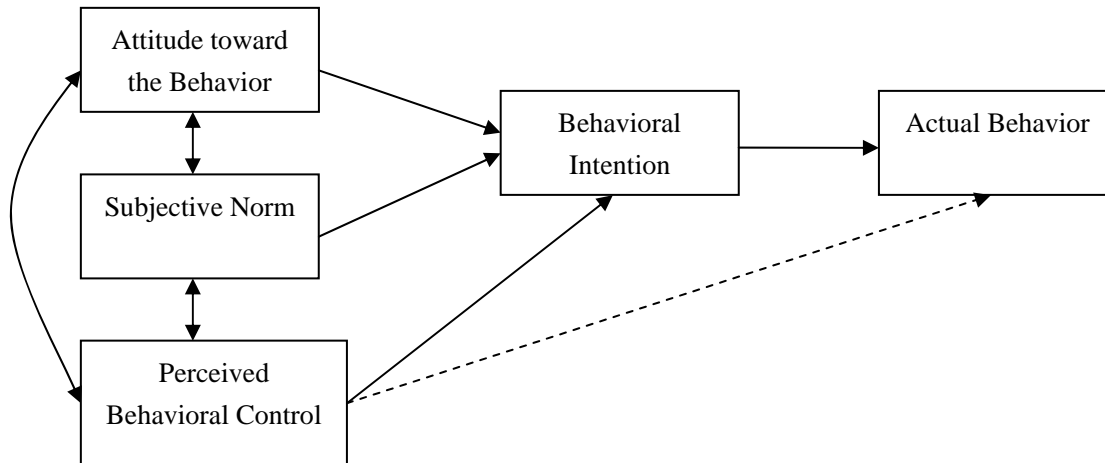 Attitude toward
the Behavior
Behavioral
Intention
Actual Behavior
Subjective Norm
Perceived
Behavioral Control